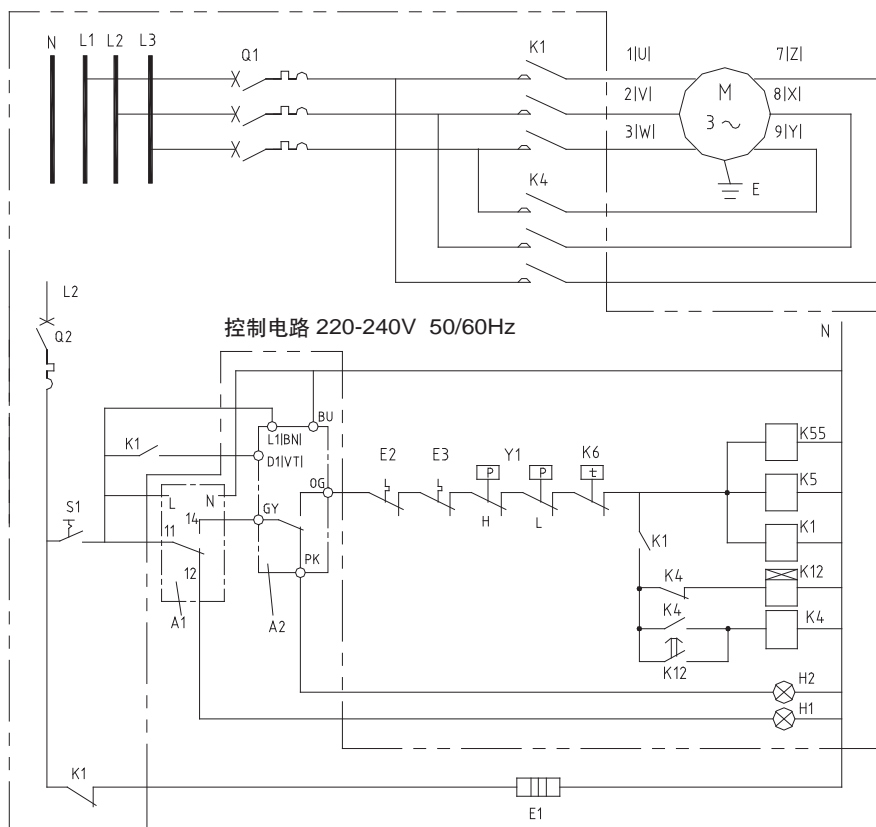 N L1 L2 L3
Q1
K1
1|U|
7|Z|
2|V|
M
8|X|
3|W|
3 ~
9|Y|
K4
E
L2
Q2
控制电路 220-240V 50/60Hz
N
BU
L1|BN|
K1
D1|VT|
K55
E2 E3 Y1 K6
P P t
OG
K5
L N
S1
14 GY
H L
11
K1
K1
PK
12
K4
K12
A1
A2
K4
K4
K12
H2
H1
K1
E1